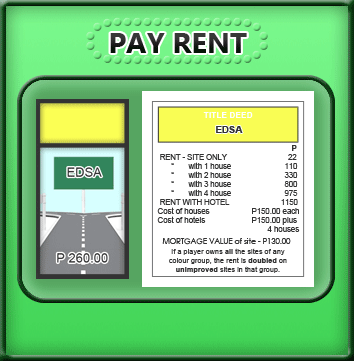 PAY RENT
EDSA
P 260.00
TITLE DEED
EDSA
P
RENT - SITE ONLY 22
" with 1 house 110
" with 2 house 330
" with 3 house 800
" with 4 house 975
RENT WITH HOTEL 1150
Cost of houses P150.00 each
Cost of hotels P150.00 plus
4 houses
MORTGAGE VALUE of site - P130.00
If a player owns all the sites of any
colour group, the rent is doubled on
unimproved sites in that group.